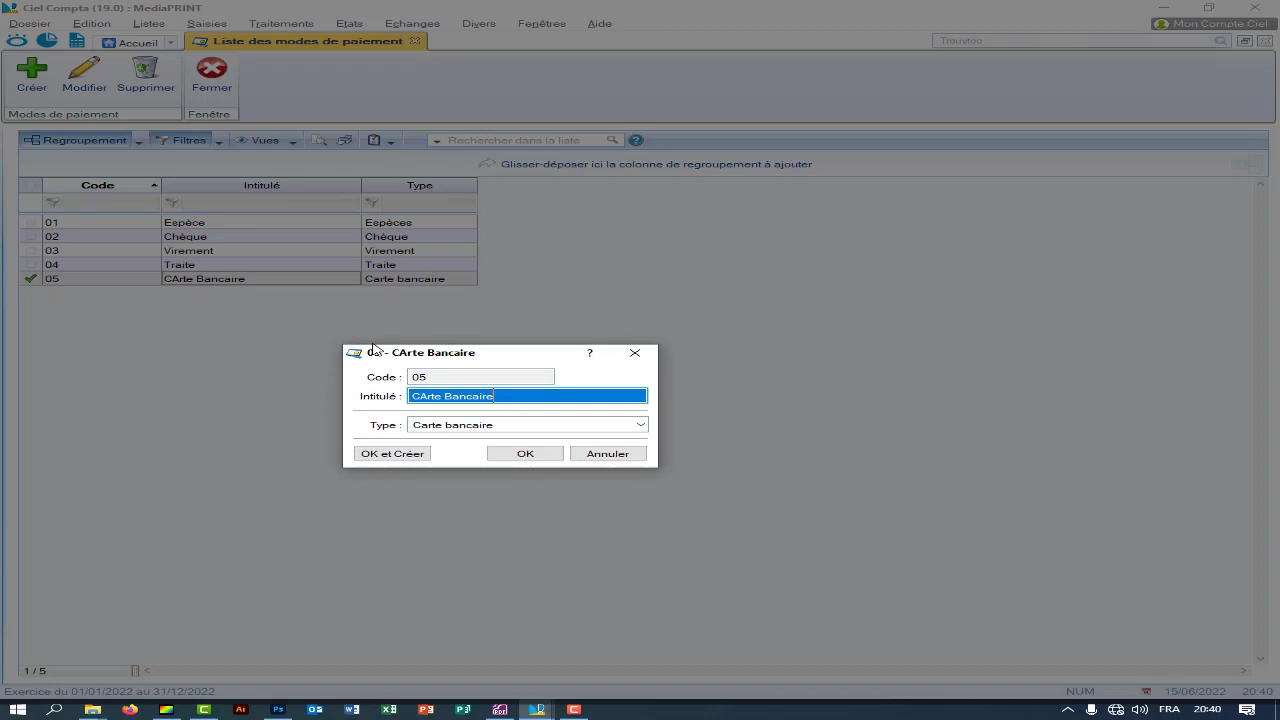 Ciel Compta (19.0) : MediaPRINT
Dossier Edition Listes Saisies Traitements Etats Echanges Divers Fenêtres Aide
Mon Compte Ciel
Accueil Liste des modes de paiement Trouvtoo
Créer Modifier Supprimer Fermer
Modes de paiement Fenêtre
Regroupement Filtres Vues Rechercher dans la liste
Glisser-déposer ici la colonne de regroupement à ajouter
Code Intitulé Type
01 Espèce Espèces
02 Chèque Chèque
03 Virement Virement
04 Traite Traite
05 CArte Bancaire Carte bancaire
- CArte Bancaire ?
Code : 05
Intitulé : CArte Bancaire
Type : Carte bancaire
OK et Créer OK Annuler
1 / 5
Exercice du 01/01/2022 au 31/12/2022 NUM 15/06/2022 20:40
FRA 20:40